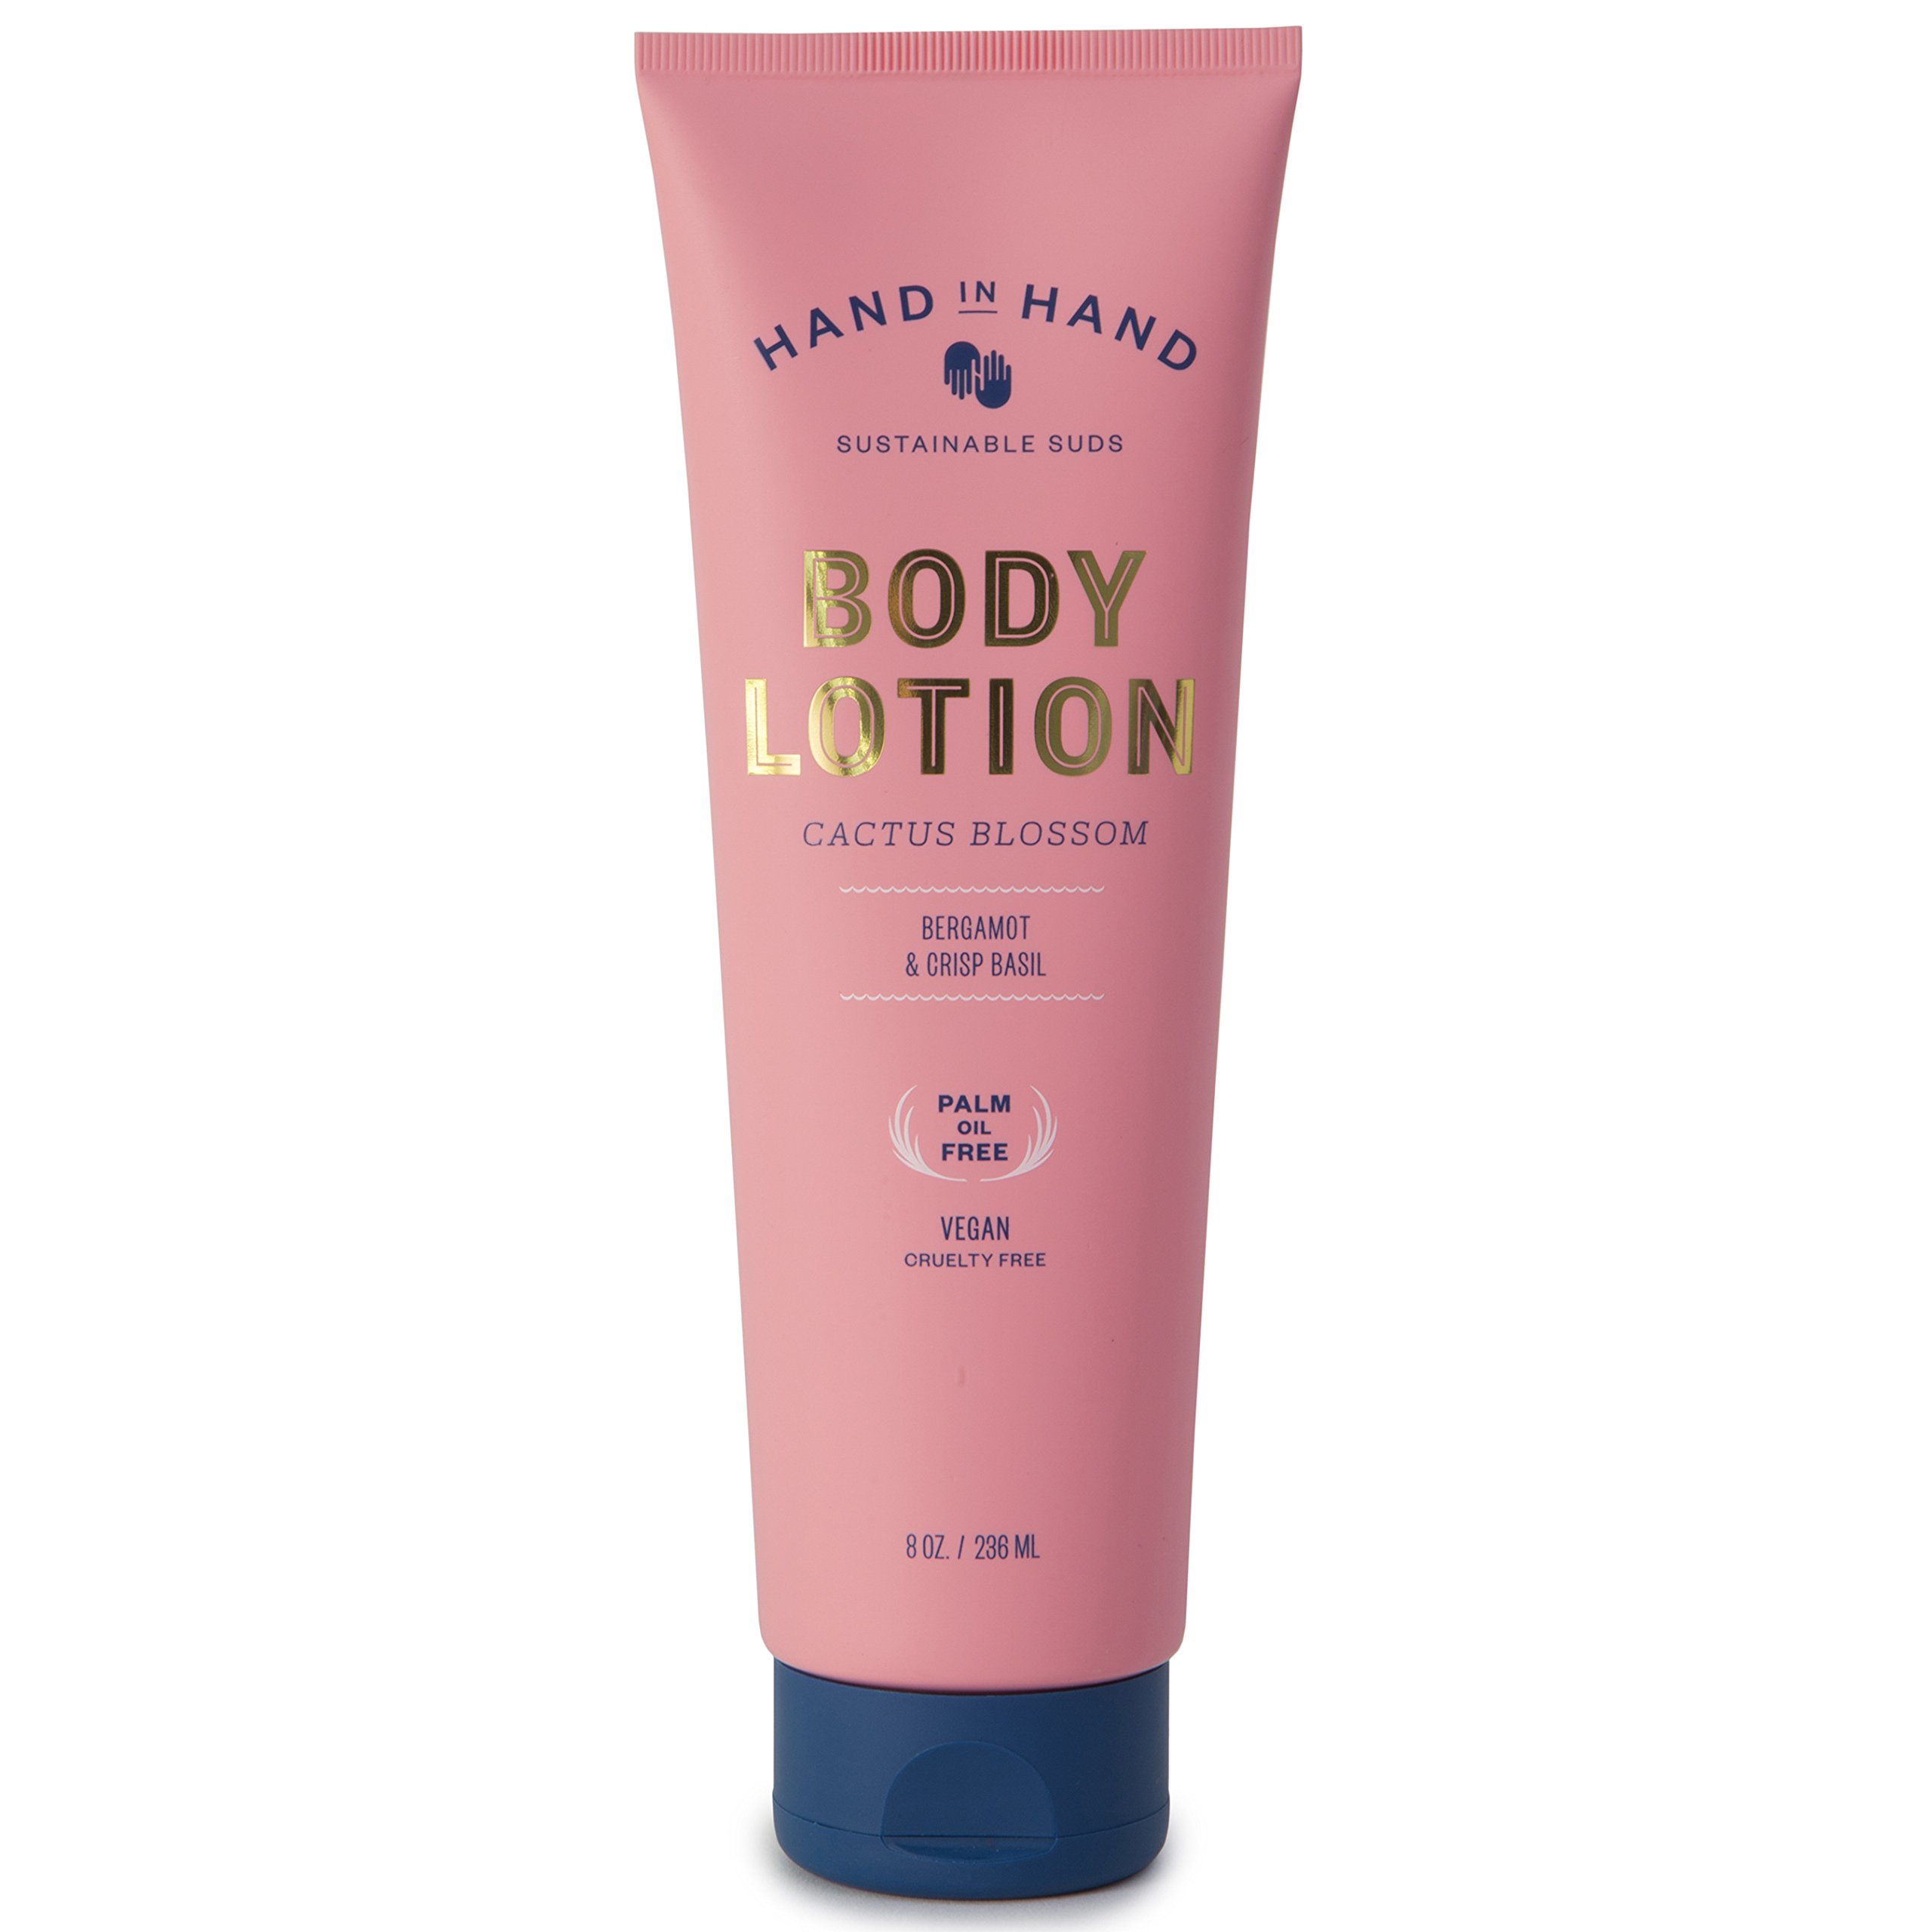 HAND IN HAND
SUSTAINABLE SUDS
BODY
LOTION
CACTUS BLOSSOM
BERGAMOT
& CRISP BASIL
PALM
OIL
FREE
VEGAN
CRUELTY FREE
8 OZ. / 236 ML